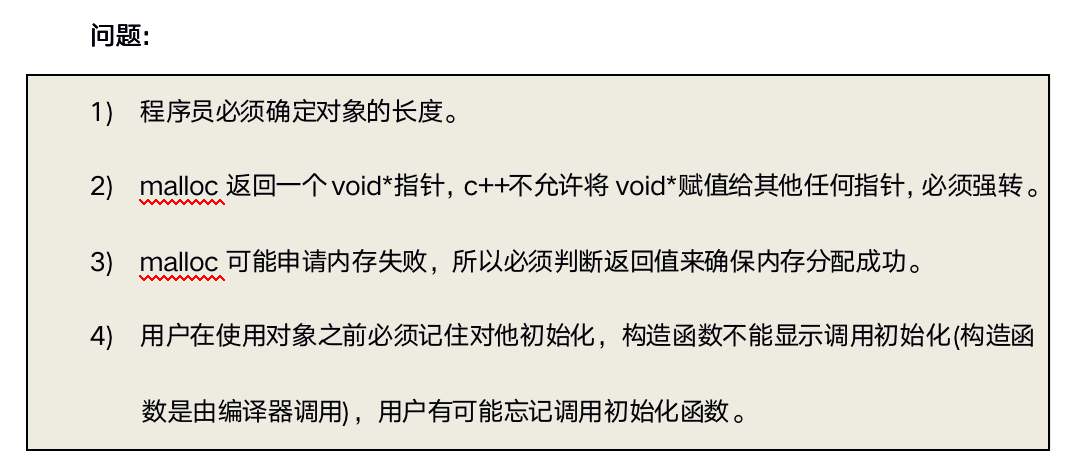 问题:
1) 程序员必须确定对象的长度。
2) malloc 返回一个 void*指针, c++不允许将 void*赋值给其他任何指针, 必须强转。
3) malloc 可能申请内存失败，所以必须判断返回值来确保内存分配成功。
4) 用户在使用对象之前必须记住对他初始化，构造函数不能显示调用初始化(构造函
数是由编译器调用)，用户有可能忘记调用初始化函数。